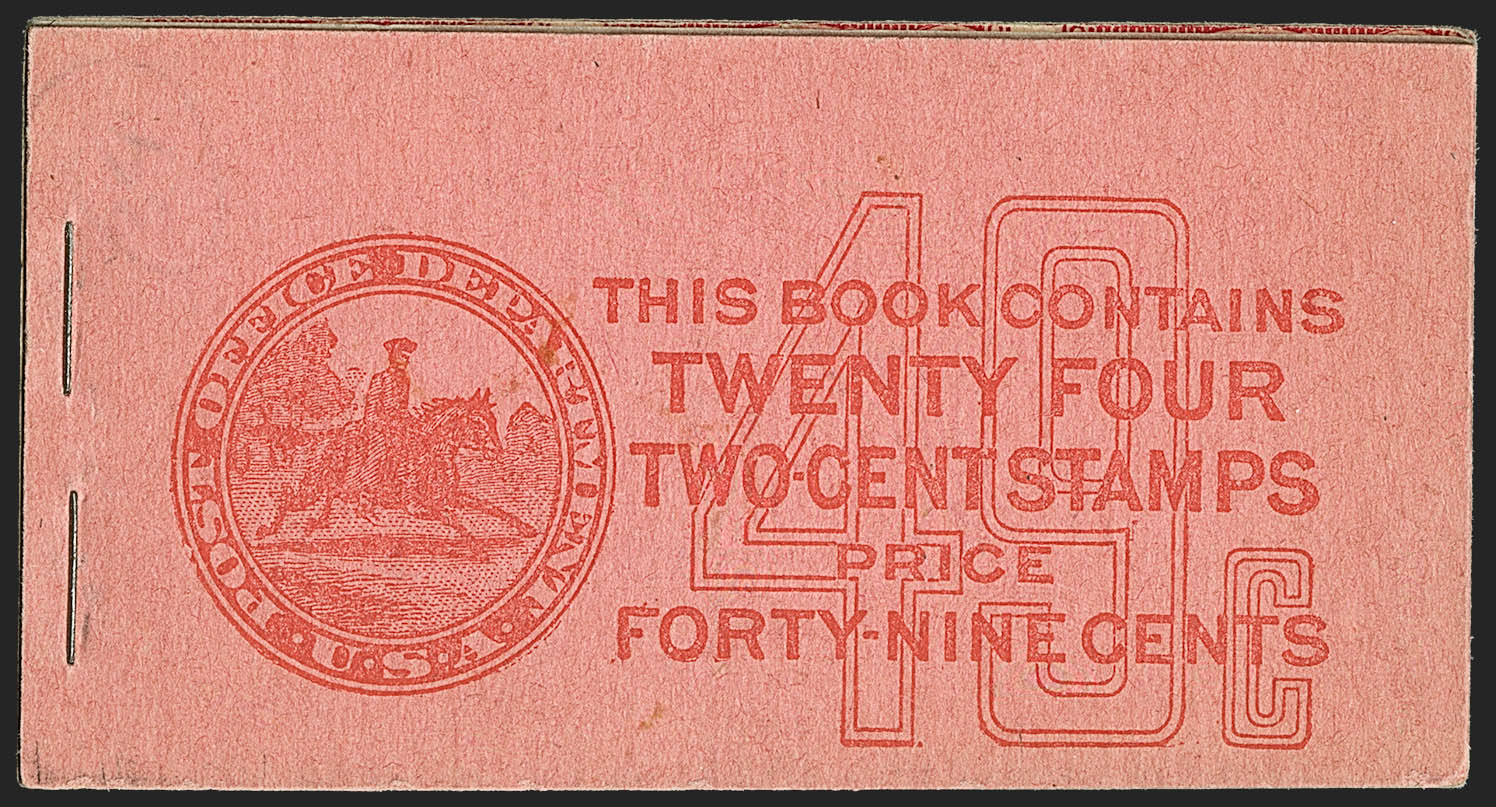 POST OFFICE DEPARTMENT
• U.S.A. •
THIS BOOK CONTAINS
TWENTY FOUR
TWO-CENT STAMPS
PRICE
FORTY-NINE CENTS
49c